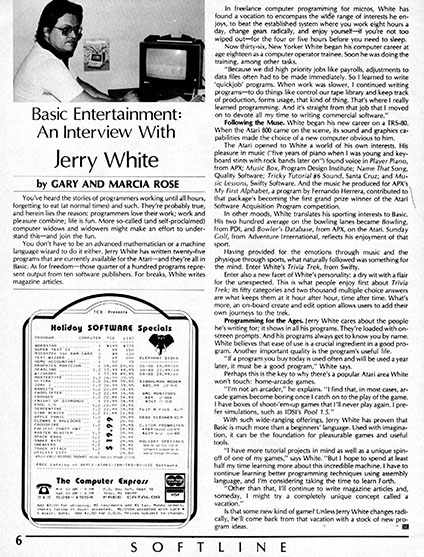 Basic Entertainment:
An Interview With
Jerry White
by GARY AND MARCIA ROSE
You've heard the stories of programmers working until all hours,
forgetting to eat (at normal times) and such. They're probably true,
and herein lies the reason: programmers love their work; work and
pleasure combine; life is fun. More so-called (and self-proclaimed)
computer widows and widowers might make an effort to under-
stand this—and join the fun.
You don't have to be an advanced mathematician or a machine
language wizard to do it either. Jerry White has written twenty-five
programs that are currently available for the Atari—and they're all in
Basic. As for freedom—those quarter of a hundred programs repre-
sent output from ten software publishers. For breaks, White writes
magazine articles.
TCE Presents
Holiday SOFTWARE Specials
PROGRAM COMPUTER TCE LIST
$19.99
The Computer Express
FREE CATALOG
In freelance computer programming for micros, White has
found a vocation to encompass the wide range of interests he en-
joys, to beat the established system where you work eight hours a
day, change gears radically, and enjoy yourself—if you're not too
wiped out—for the four or five hours before you need to sleep.
Now thirty-six, New Yorker White began his computer career at
age eighteen as a computer operator trainee. Soon he was doing the
training, among other tasks.
"Because we did high priority jobs like payrolls, adjustments to
data files often had to be made immediately. So I learned to write
'quickjob' programs. When work was slower, I continued writing
programs—to do things like control our tape library and keep track
of production, forms usage, that kind of thing. That's where I really
learned programming. And it's straight from that job that I moved
on to devote all my time to writing commercial software."
Following the Muse. White began his new career on a TRS-80.
When the Atari 800 came on the scene, its sound and graphics ca-
pabilities made the choice of a new computer obvious to him.
The Atari opened to White a world of his own interests. His
pleasure in music ("five years of piano when I was young and key-
board stints with rock bands later on") found voice in Player Piano,
from APX; Music Box, Program Design Institute; Name That Song,
Quality Software; Tricky Tutorial #6 Sound, Santa Cruz; and Mu-
sic Lessons, Swifty Software. And the music he produced for APX's
My First Alphabet, a program by Fernando Herrera, contributed to
that package's becoming the first grand prize winner of the Atari
Software Acquisition Program competition.
In other moods, White translates his sporting interests to Basic.
His two hundred average on the bowling lanes became Bowling,
from PDI, and Bowler's Database, from APX, on the Atari. Sunday
Golf, from Adventure International, reflects his enjoyment of that
sport.
Having provided for the emotions through music and the
physique through sports, what naturally followed was something for
the mind. Enter White's Trivia Trek, from Swifty.
Enter also a new facet of White's personality: a dry wit with a flair
for the unexpected. This is what people enjoy first about Trivia
Trek; its fifty categories and two thousand multiple choice answers
are what keeps them at it hour after hour, time after time. What's
more, an on-board create and edit option allows users to add their
own journeys to the trek.
Programming for the Ages. Jerry White cares about the people
he's writing for; it shows in all his programs. They're loaded with on-
screen prompts. And his programs always get to know you by name.
White believes that ease of use is a crucial ingredient in a good pro-
gram. Another important quality is the program's useful life.
"If a program you buy today is used often and will be used a year
later, it must be a good program," White says.
Perhaps this is the key to why there's a popular Atari area White
won't touch: home-arcade games.
"I'm not an arcader," he explains. "I find that, in most cases, ar-
cade games become boring once I catch on to the play of the game.
I have boxes of shoot-'em-up games that I'll never play again. I pre-
fer simulations, such as IDSI's Pool 1.5."
With such wide-ranging offerings, Jerry White has proven that
Basic is much more than a beginners' language. Used with imagina-
tion, it can be the foundation for pleasurable games and useful
tools.
"I have more tutorial projects in mind as well as a unique spin-
off of one of my games," says White. "But I hope to spend at least
half my time learning more about this incredible machine. I have to
continue learning better programming techniques using assembly
language, and I'm considering taking the time to learn Forth.
"Other than that, I'll continue to write magazine articles and,
someday, I might try a completely unique concept called a
vacation."
Is that some new kind of game? Unless Jerry White changes radi-
cally, he'll come back from that vacation with a stock of new pro-
gram ideas.
6
SOFTLINE